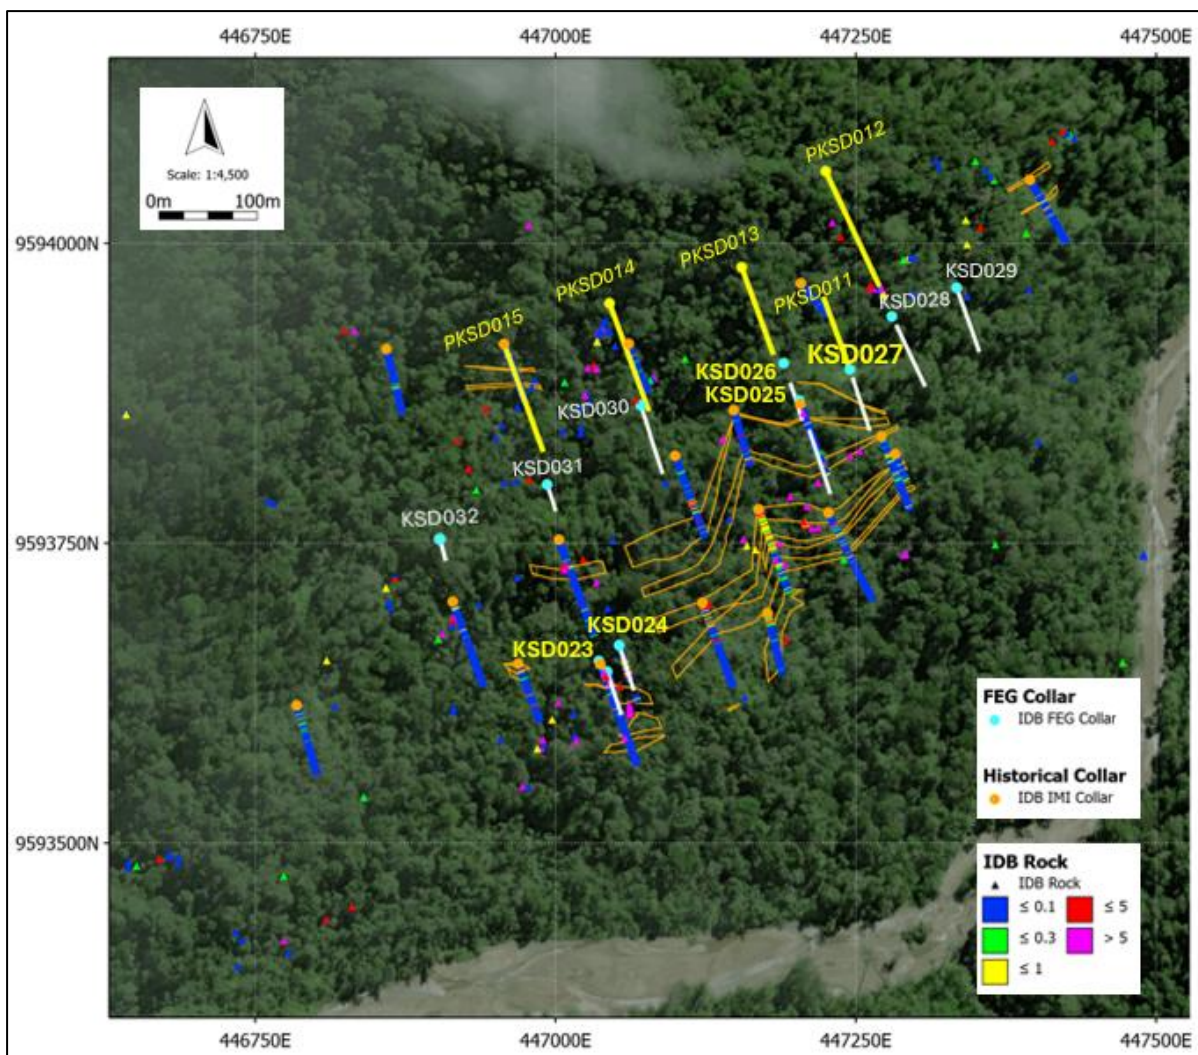 446750E 447000E 447250E 447500E
Scale: 1:4,500
0m 100m
PKSD012
9594000N
PKSD013
PKSD014
PKSD011
KSD029
KSD028
PKSD015
KSD027
KSD026
KSD025
KSD030
KSD031
KSD032
9593750N
KSD024
KSD023
FEG Collar
IDB FEG Collar
Historical Collar
IDB IMI Collar
9593500N
IDB Rock
IDB Rock
≤ 0.1 ≤ 5
≤ 0.3 > 5
≤ 1
446750E 447000E 447250E 447500E